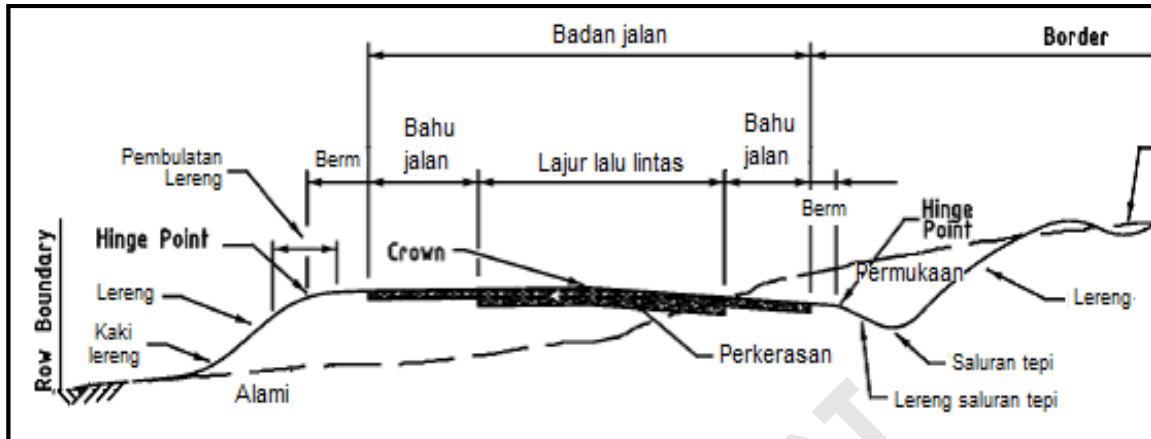 Badan jalan
Border
Bahu
jalan
Bahu
jalan
Pembulatan
Lereng
Berm
Lajur lalu lintas
Berm
Hinge Point
Crown
Hinge
Point
Permukaan
Lereng
Lereng
Kaki
lereng
Row Boundary
Alami
Perkerasan
Saluran tepi
Lereng saluran tepi